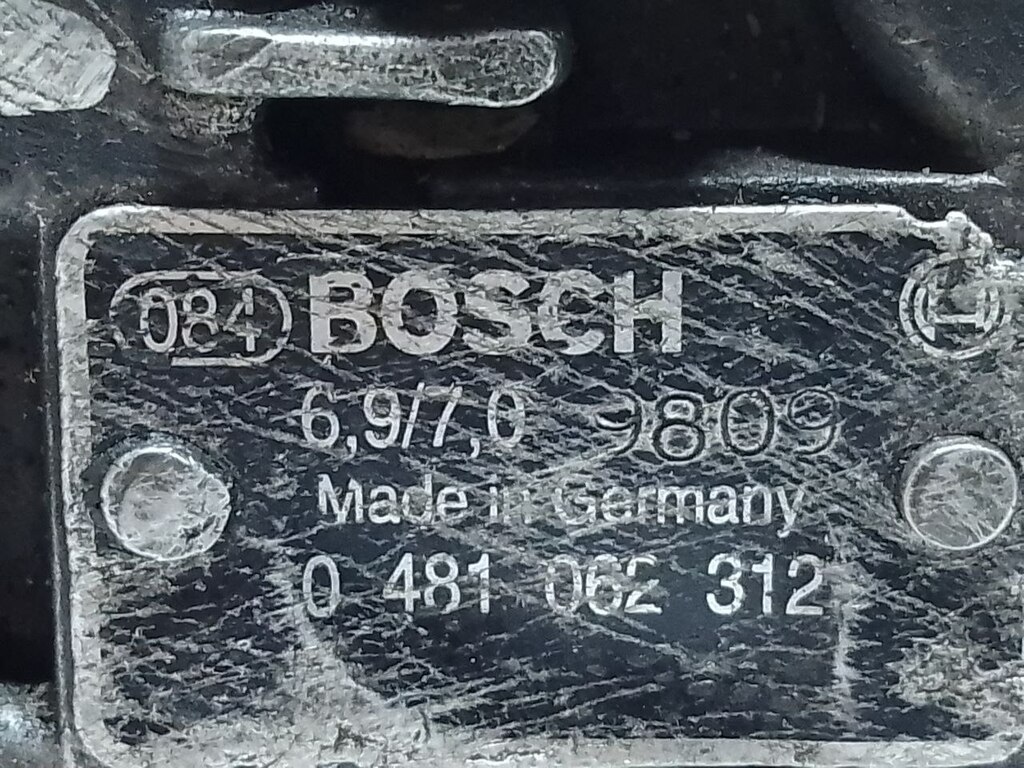 084 BOSCH
6,9/7,0 9809
Made in Germany
0 481 062 312